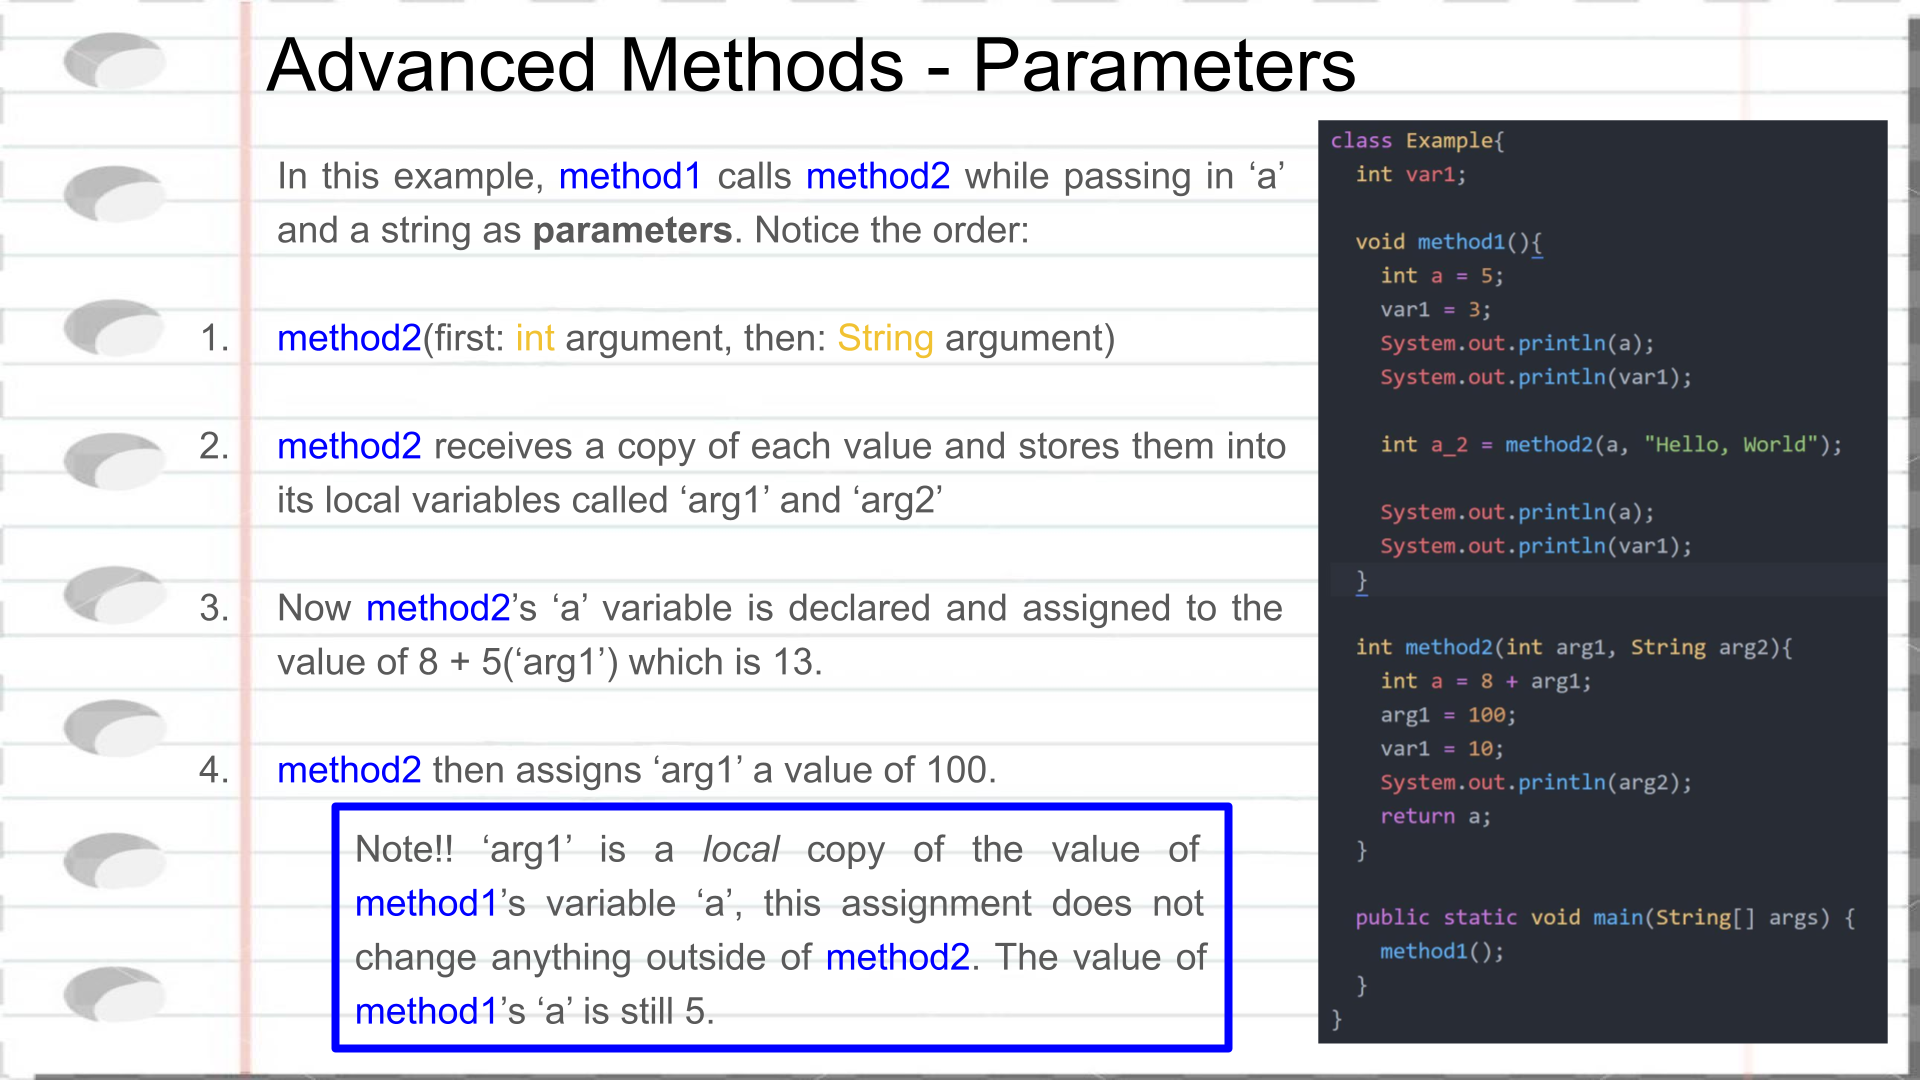 Advanced Methods - Parameters
In this example, method1 calls method2 while passing in ‘a’
and a string as parameters. Notice the order:
1. method2(first: int argument, then: String argument)
2. method2 receives a copy of each value and stores them into
its local variables called ‘arg1’ and ‘arg2’
3. Now method2’s ‘a’ variable is declared and assigned to the
value of 8 + 5(‘arg1’) which is 13.
4. method2 then assigns ‘arg1’ a value of 100.
Note!! ‘arg1’ is a local copy of the value of
method1’s variable ‘a’, this assignment does not
change anything outside of method2. The value of
method1’s ‘a’ is still 5.
class Example{
int var1;
void method1(){
int a = 5;
var1 = 3;
System.out.println(a);
System.out.println(var1);
int a_2 = method2(a, "Hello, World");
System.out.println(a);
System.out.println(var1);
}
int method2(int arg1, String arg2){
int a = 8 + arg1;
arg1 = 100;
var1 = 10;
System.out.println(arg2);
return a;
}
public static void main(String[] args) {
method1();
}
}